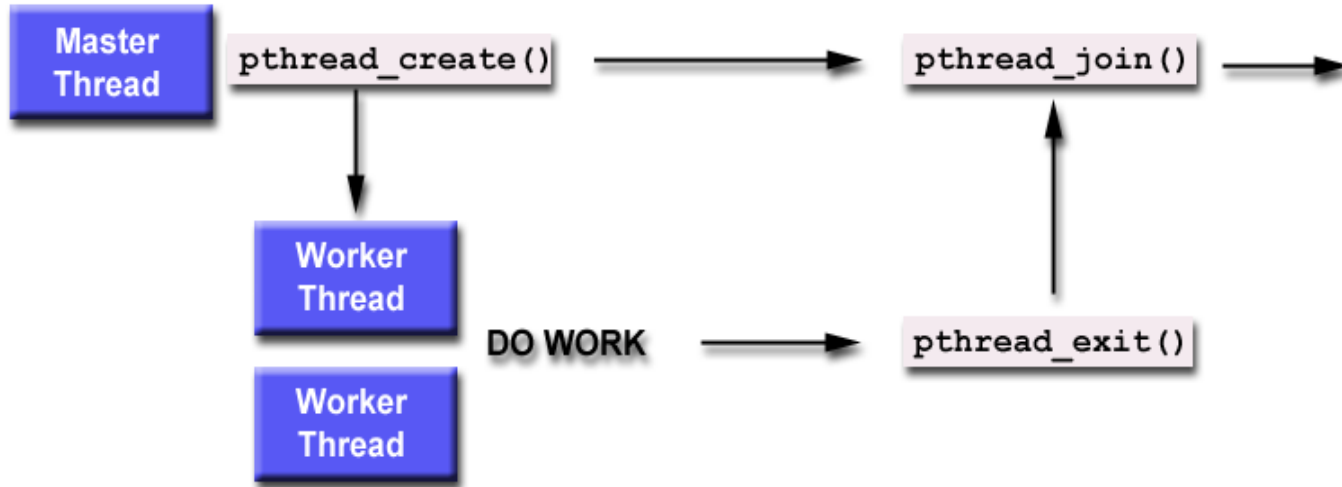 Master
Thread
pthread_create()
pthread_join()
Worker
Thread
DO WORK
pthread_exit()
Worker
Thread